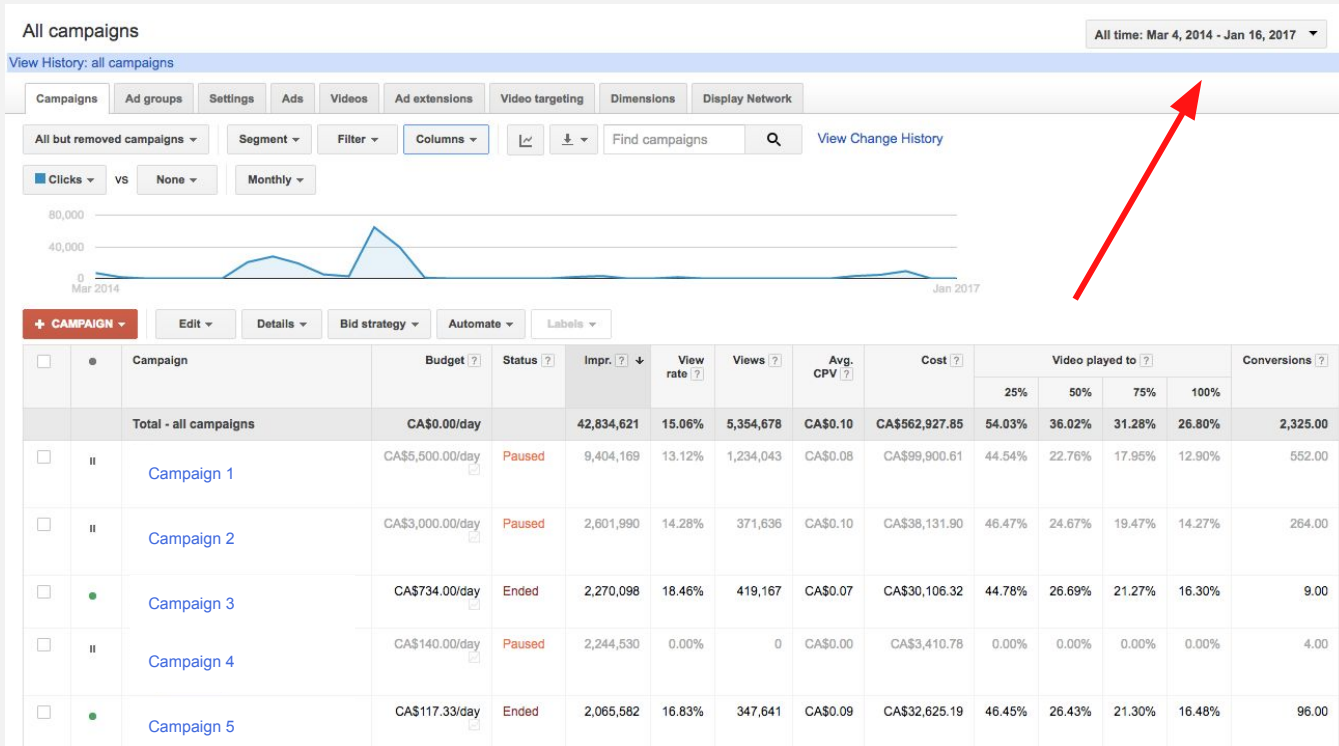 All campaigns
All time: Mar 4, 2014 - Jan 16, 2017
View History: all campaigns
Campaigns Ad groups Settings Ads Videos Ad extensions Video targeting Dimensions Display Network
All but removed campaigns Segment Filter Columns Find campaigns View Change History
Clicks VS None Monthly
80,000
40,000
0
Mar 2014 Jan 2017
+ CAMPAIGN Edit Details Bid strategy Automate Labels
Campaign Budget ? Status ? Impr. ? View rate ? Views ? Avg. CPV ? Cost ? Video played to ? Conversions ?
25% 50% 75% 100%
Total - all campaigns CA$0.00/day 42,834,621 15.06% 5,354,678 CA$0.10 CA$562,927.85 54.03% 36.02% 31.28% 26.80% 2,325.00
Campaign 1 CA$5,500.00/day Paused 9,404,169 13.12% 1,234,043 CA$0.08 CA$99,900.61 44.54% 22.76% 17.95% 12.90% 552.00
Campaign 2 CA$3,000.00/day Paused 2,601,990 14.28% 371,636 CA$0.10 CA$38,131.90 46.47% 24.67% 19.47% 14.27% 264.00
Campaign 3 CA$734.00/day Ended 2,270,098 18.46% 419,167 CA$0.07 CA$30,106.32 44.78% 26.69% 21.27% 16.30% 9.00
Campaign 4 CA$140.00/day Paused 2,244,530 0.00% 0 CA$0.00 CA$3,410.78 0.00% 0.00% 0.00% 0.00% 4.00
Campaign 5 CA$117.33/day Ended 2,065,582 16.83% 347,641 CA$0.09 CA$32,625.19 46.45% 26.43% 21.30% 16.48% 96.00